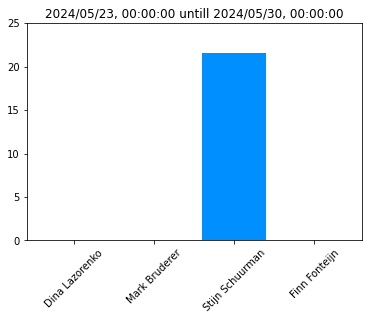 2024/05/23, 00:00:00 untill 2024/05/30, 00:00:00
25
20
15
10
5
0
Dina Lazorenko
Mark Bruderer
Stijn Schuurman
Finn Fonteijn